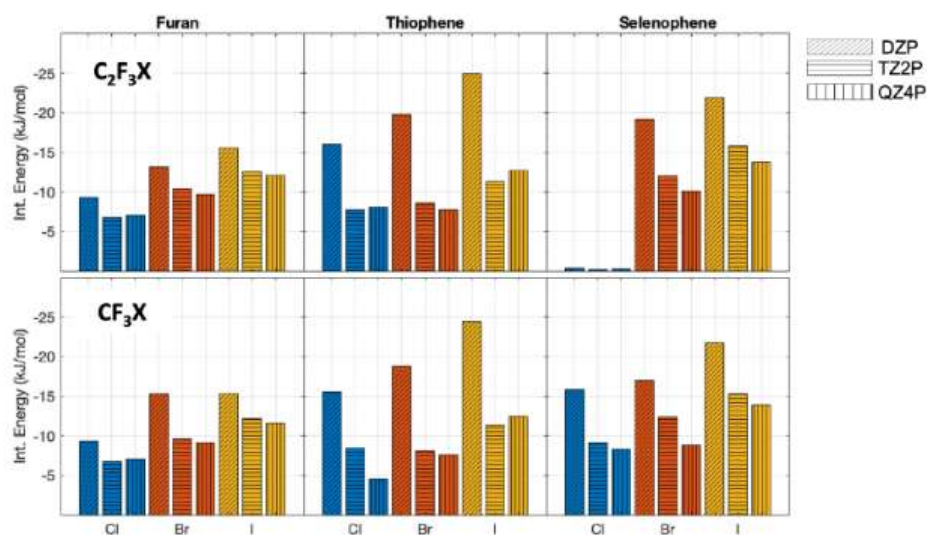 Furan Thiophene Selenophene
C₂F₃X
Int. Energy (kJ/mol)
-25
-20
-15
-10
-5
DZP
TZ2P
QZ4P
CF₃X
Int. Energy (kJ/mol)
-25
-20
-15
-10
-5
Cl Br I Cl Br I Cl Br I